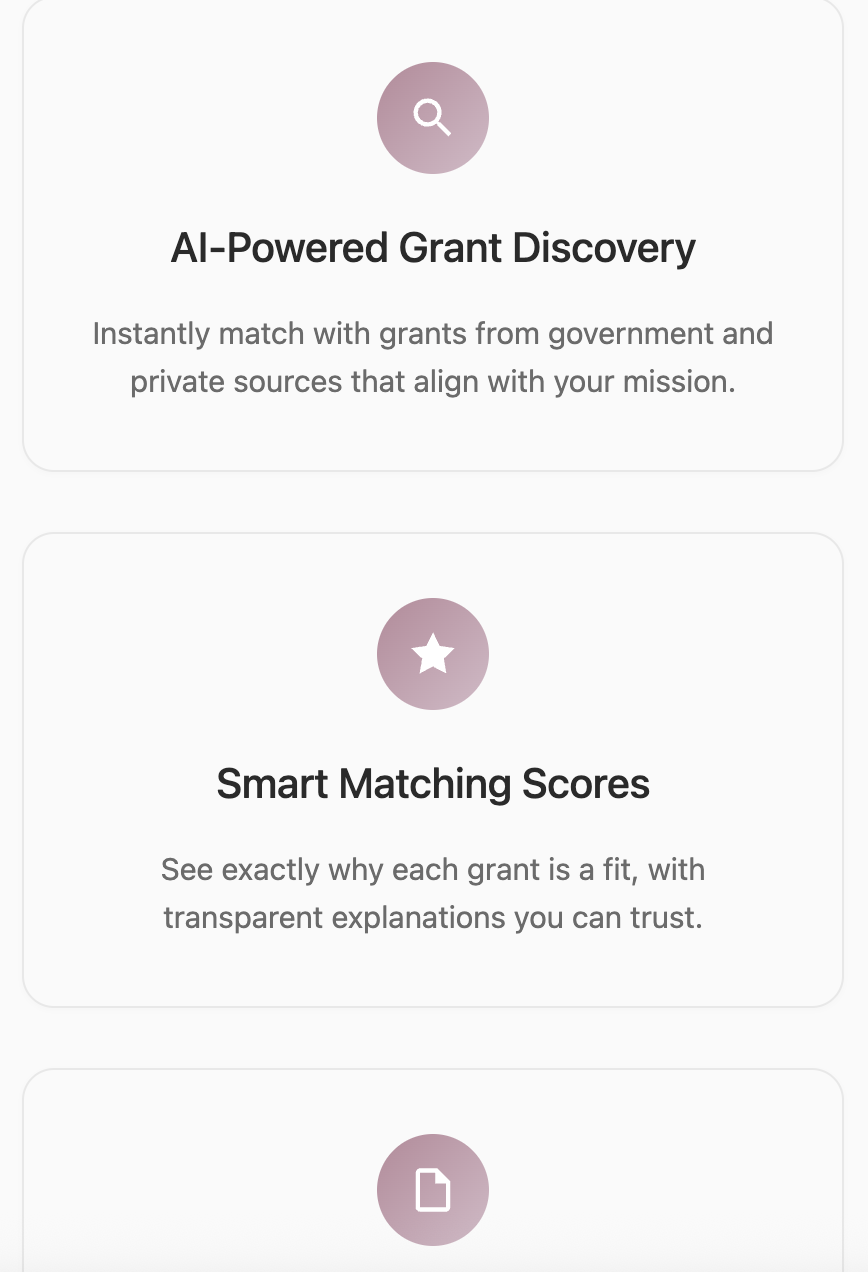 AI-Powered Grant Discovery
Instantly match with grants from government and
private sources that align with your mission.
Smart Matching Scores
See exactly why each grant is a fit, with
transparent explanations you can trust.